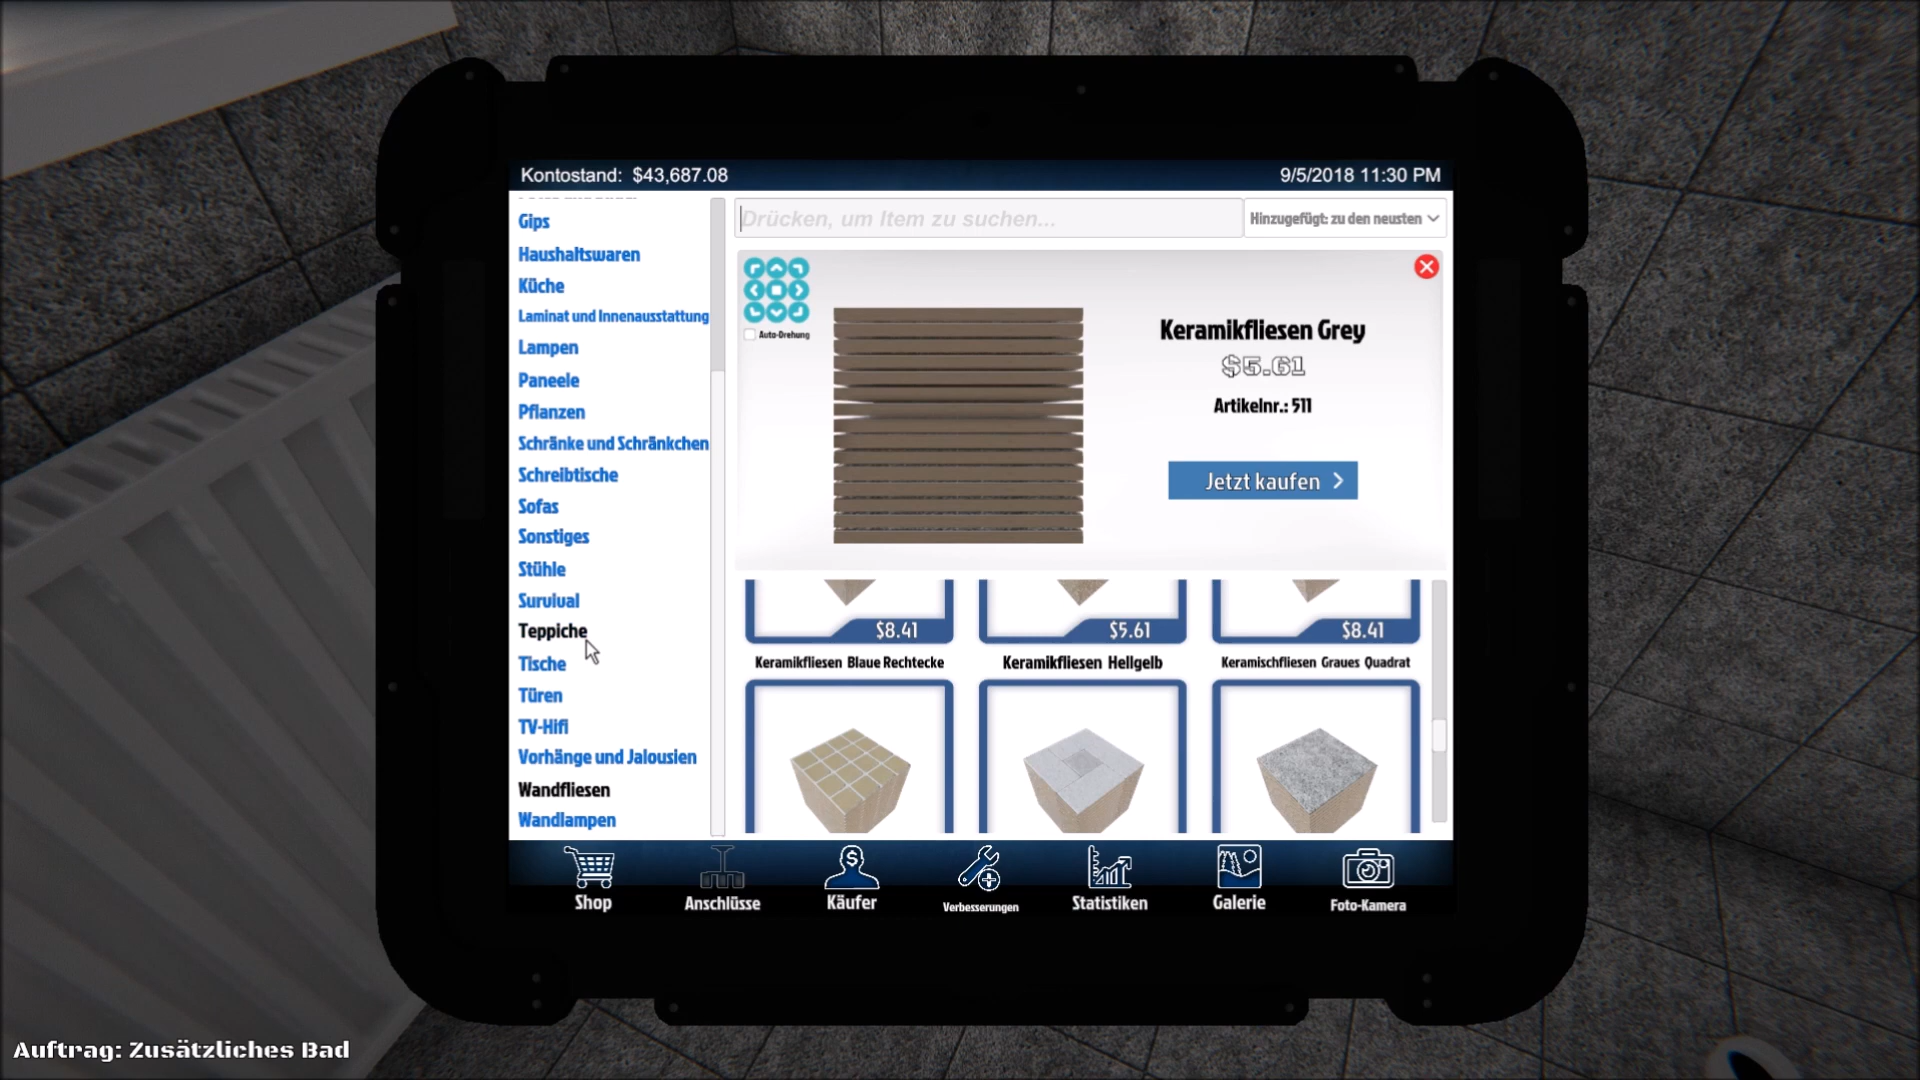 Kontostand: $43,687.08
9/5/2018 11:30 PM
Gips
Haushaltswaren
Küche
Laminat und Innenausstattung
Lampen
Paneele
Pflanzen
Schränke und Schränkchen
Schreibtische
Sofas
Sonstiges
Stühle
Survival
Teppiche
Tische
Türen
TV-Hifi
Vorhänge und Jalousien
Wandfliesen
Wandlampen
Drücken, um Item zu suchen...
Hinzugefügt: zu den neusten
Auto-Drehung
Keramikfliesen Grey
$5.61
Artikelnr.: 511
Jetzt kaufen
$8.41
$5.61
$8.41
Keramikfliesen Blaue Rechtecke
Keramikfliesen Hellgelb
Keramischfliesen Graues Quadrat
Shop
Anschlüsse
Käufer
Verbesserungen
Statistiken
Galerie
Foto-Kamera
Auftrag: Zusätzliches Bad